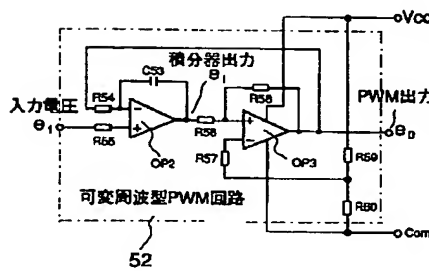 VCC
C53
積分器出力
ΘI
R54
R58
入力電圧
PWM出力
Θ1
R56
R55
OP2
R57
OP3
ΘD
R59
R60
可変周波型PWM回路
Com
52